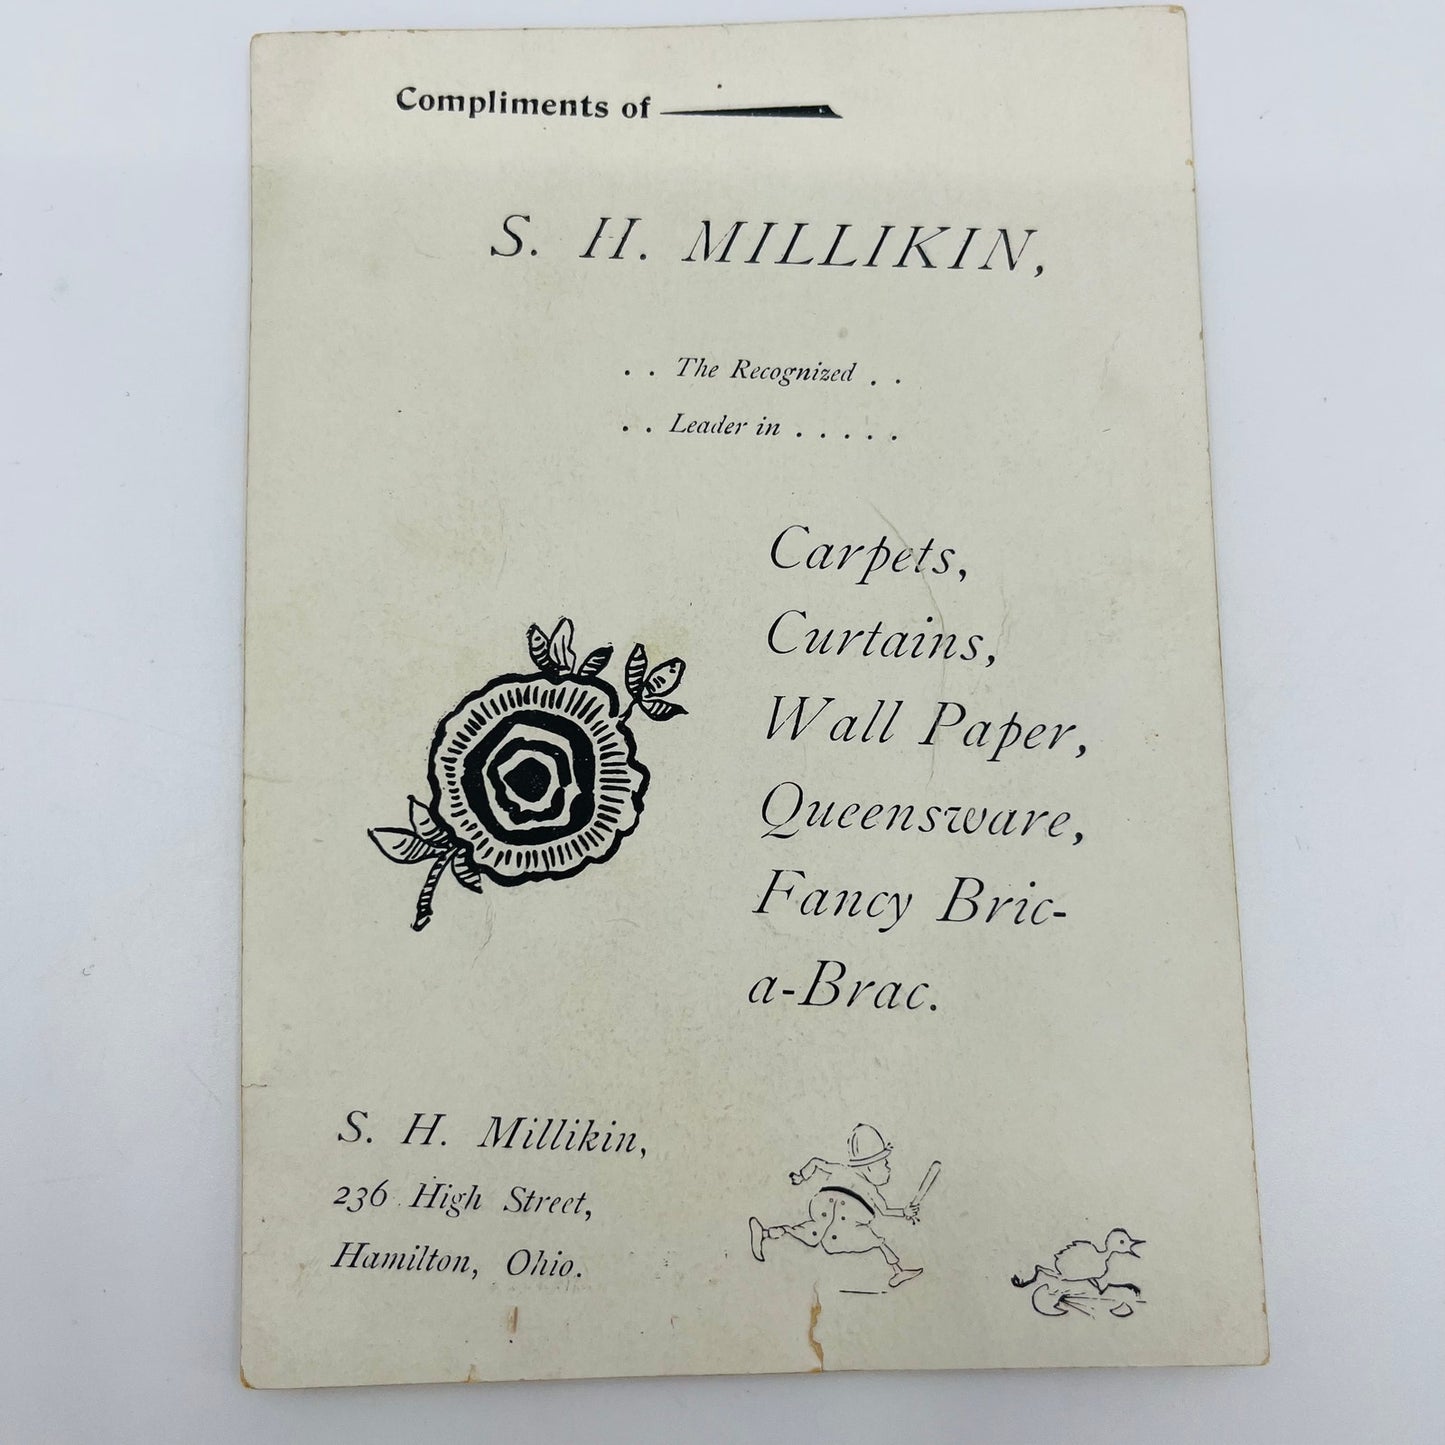 Compliments of
S. H. MILLIKIN,
. . The Recognized . .
. . Leader in . . . . .
Carpets,
Curtains,
Wall Paper,
Queensware,
Fancy Bric-
a-Brac.
S. H. Millikin,
236 High Street,
Hamilton, Ohio.